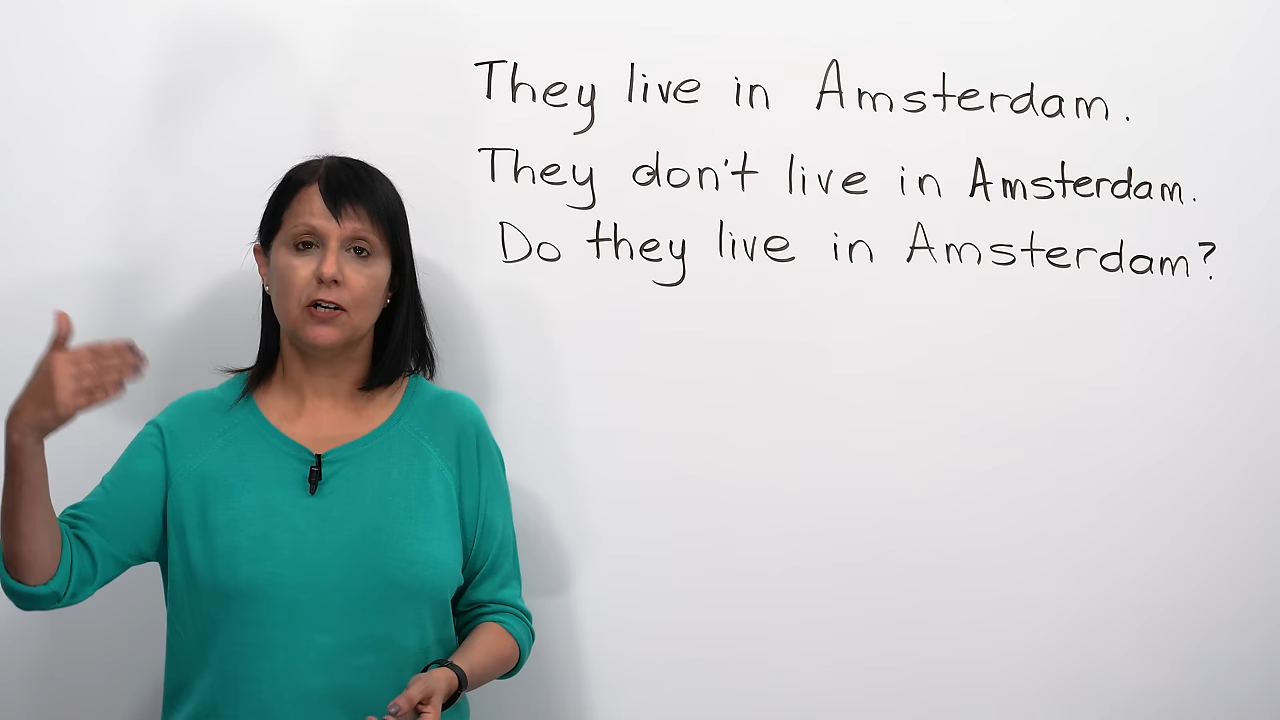 They live in Amsterdam.
They don't live in Amsterdam.
Do they live in Amsterdam?